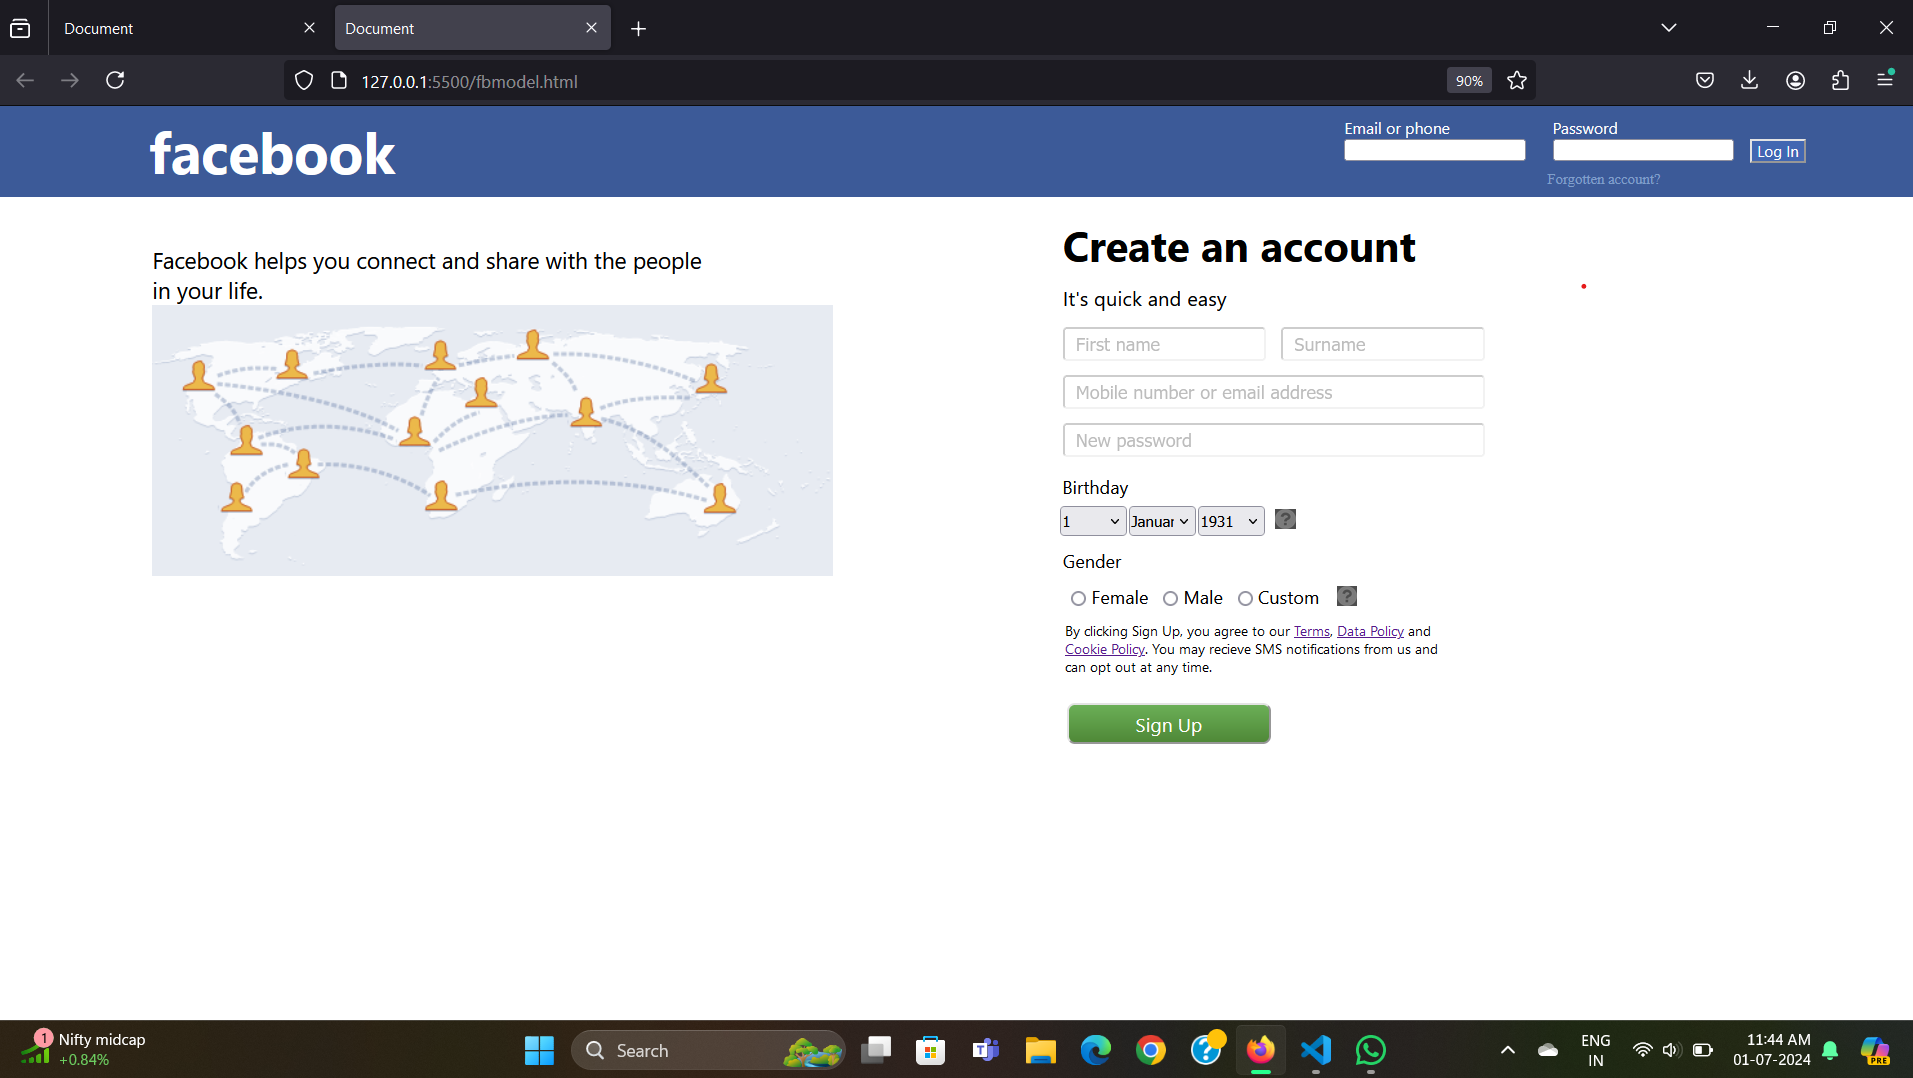 Document
Document
127.0.0.1:5500/fbmodel.html
90%
facebook
Email or phone
Password
Log In
Forgotten account?
Facebook helps you connect and share with the people
in your life.
Create an account
It's quick and easy
First name
Surname
Mobile number or email address
New password
Birthday
1
Januar
1931
?
Gender
Female
Male
Custom
?
By clicking Sign Up, you agree to our Terms, Data Policy and
Cookie Policy. You may recieve SMS notifications from us and
can opt out at any time.
Sign Up
1
Nifty midcap
+0.84%
Search
T
?
ENG
IN
11:44 AM
01-07-2024
PRE